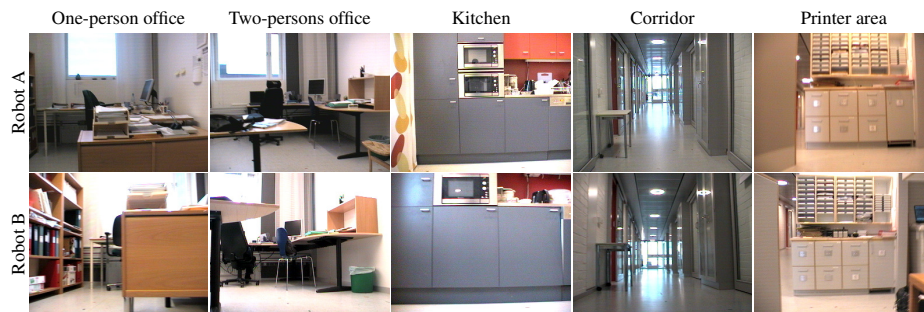 One-person office Two-persons office Kitchen Corridor Printer area
Robot A
Robot B